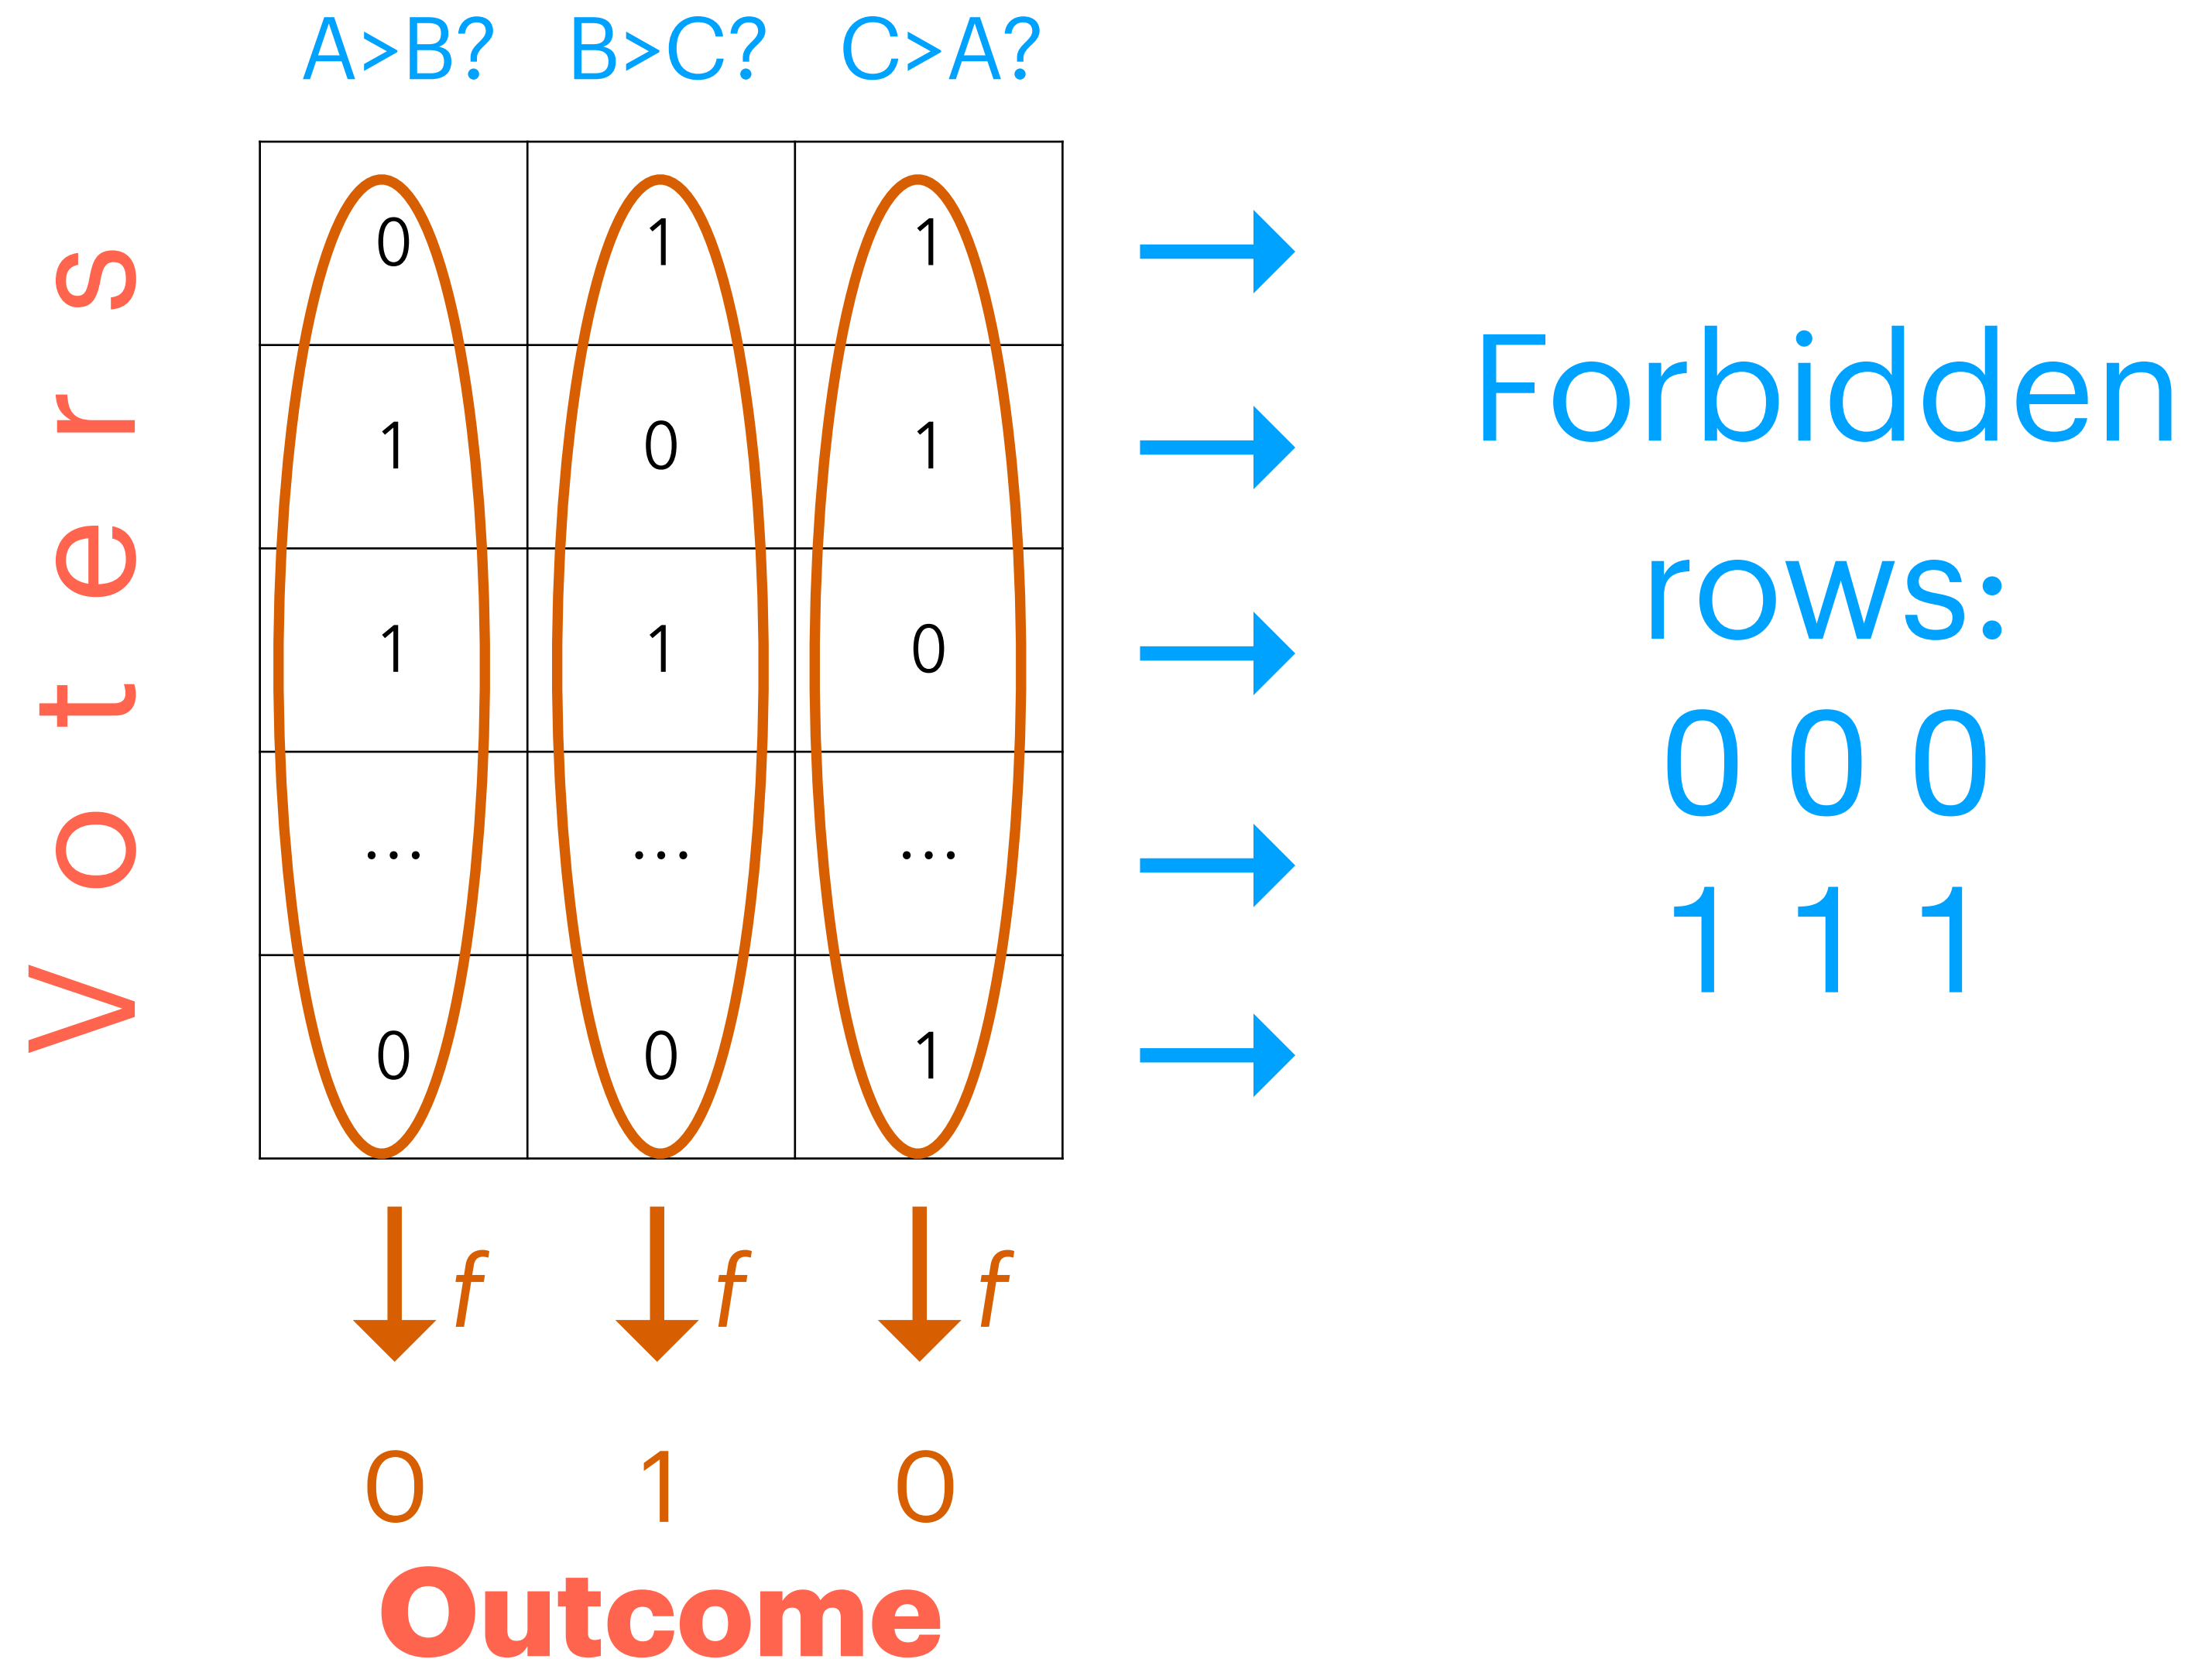 A>B? B>C? C>A?
Voters
0 1 1
1 0 1
1 1 0
... ... ...
0 0 1
Forbidden
rows:
0 0 0
1 1 1
f f f
0 1 0
Outcome